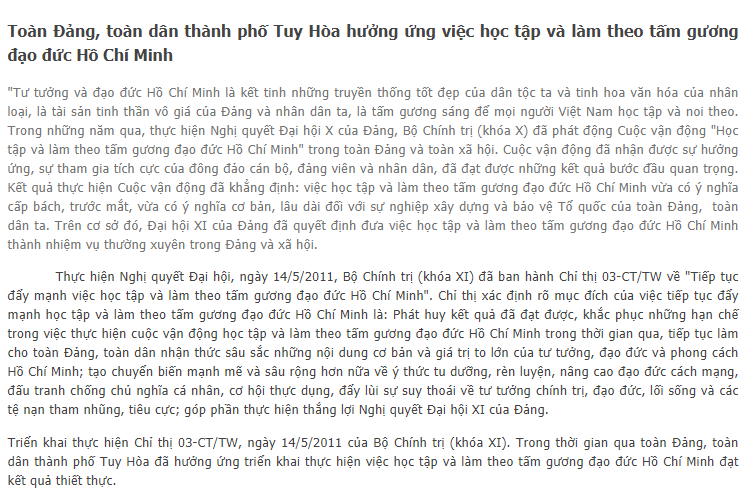 Toàn Đảng, toàn dân thành phố Tuy Hòa hưởng ứng việc học tập và làm theo tấm gương
đạo đức Hồ Chí Minh
"Tư tưởng và đạo đức Hồ Chí Minh là kết tinh những truyền thống tốt đẹp của dân tộc ta và tinh hoa văn hóa của nhân
loại, là tài sản tinh thần vô giá của Đảng và nhân dân ta, là tấm gương sáng để mọi người Việt Nam học tập và noi theo.
Trong những năm qua, thực hiện Nghị quyết Đại hội X của Đảng, Bộ Chính trị (khóa X) đã phát động Cuộc vận động "Học
tập và làm theo tấm gương đạo đức Hồ Chí Minh" trong toàn Đảng và toàn xã hội. Cuộc vận động đã nhận được sự hưởng
ứng, sự tham gia tích cực của đông đảo cán bộ, đảng viên và nhân dân, đã đạt được những kết quả bước đầu quan trọng.
Kết quả thực hiện Cuộc vận động đã khẳng định: việc học tập và làm theo tấm gương đạo đức Hồ Chí Minh vừa có ý nghĩa
cấp bách, trước mắt, vừa có ý nghĩa cơ bản, lâu dài đối với sự nghiệp xây dựng và bảo vệ Tổ quốc của toàn Đảng, toàn
dân ta. Trên cơ sở đó, Đại hội XI của Đảng đã quyết định đưa việc học tập và làm theo tấm gương đạo đức Hồ Chí Minh
thành nhiệm vụ thường xuyên trong Đảng và xã hội.
Thực hiện Nghị quyết Đại hội, ngày 14/5/2011, Bộ Chính trị (khóa XI) đã ban hành Chỉ thị 03-CT/TW về "Tiếp tục
đẩy mạnh việc học tập và làm theo tấm gương đạo đức Hồ Chí Minh". Chỉ thị xác định rõ mục đích của việc tiếp tục đẩy
mạnh học tập và làm theo tấm gương đạo đức Hồ Chí Minh là: Phát huy kết quả đã đạt được, khắc phục những hạn chế
trong việc thực hiện cuộc vận động học tập và làm theo tấm gương đạo đức Hồ Chí Minh trong thời gian qua, tiếp tục làm
cho toàn Đảng, toàn dân nhận thức sâu sắc những nội dung cơ bản và giá trị to lớn của tư tưởng, đạo đức và phong cách
Hồ Chí Minh; tạo chuyển biến mạnh mẽ và sâu rộng hơn nữa về ý thức tu dưỡng, rèn luyện, nâng cao đạo đức cách mạng,
đấu tranh chống chủ nghĩa cá nhân, cơ hội thực dụng, đẩy lùi sự suy thoái về tư tưởng chính trị, đạo đức, lối sống và các
tệ nạn tham nhũng, tiêu cực; góp phần thực hiện thắng lợi Nghị quyết Đại hội XI của Đảng.
Triển khai thực hiện Chỉ thị 03-CT/TW, ngày 14/5/2011 của Bộ Chính trị (khóa XI). Trong thời gian qua toàn Đảng, toàn
dân thành phố Tuy Hòa đã hưởng ứng triển khai thực hiện việc học tập và làm theo tấm gương đạo đức Hồ Chí Minh đạt
kết quả thiết thực.